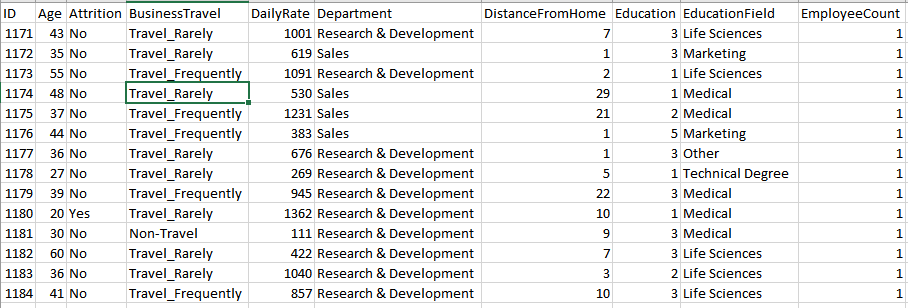 ID Age Attrition BusinessTravel DailyRate Department DistanceFromHome Education EducationField EmployeeCount
1171 43 No Travel_Rarely 1001 Research & Development 7 3 Life Sciences 1
1172 35 No Travel_Rarely 619 Sales 1 3 Marketing 1
1173 55 No Travel_Frequently 1091 Research & Development 2 1 Life Sciences 1
1174 48 No Travel_Rarely 530 Sales 29 1 Medical 1
1175 37 No Travel_Frequently 1231 Sales 21 2 Medical 1
1176 44 No Travel_Frequently 383 Sales 1 5 Marketing 1
1177 36 No Travel_Rarely 676 Research & Development 1 3 Other 1
1178 27 No Travel_Rarely 269 Research & Development 5 1 Technical Degree 1
1179 39 No Travel_Frequently 945 Research & Development 22 3 Medical 1
1180 20 Yes Travel_Rarely 1362 Research & Development 10 1 Medical 1
1181 30 No Non-Travel 111 Research & Development 9 3 Medical 1
1182 60 No Travel_Rarely 422 Research & Development 7 3 Life Sciences 1
1183 36 No Travel_Rarely 1040 Research & Development 3 2 Life Sciences 1
1184 41 No Travel_Frequently 857 Research & Development 10 3 Life Sciences 1